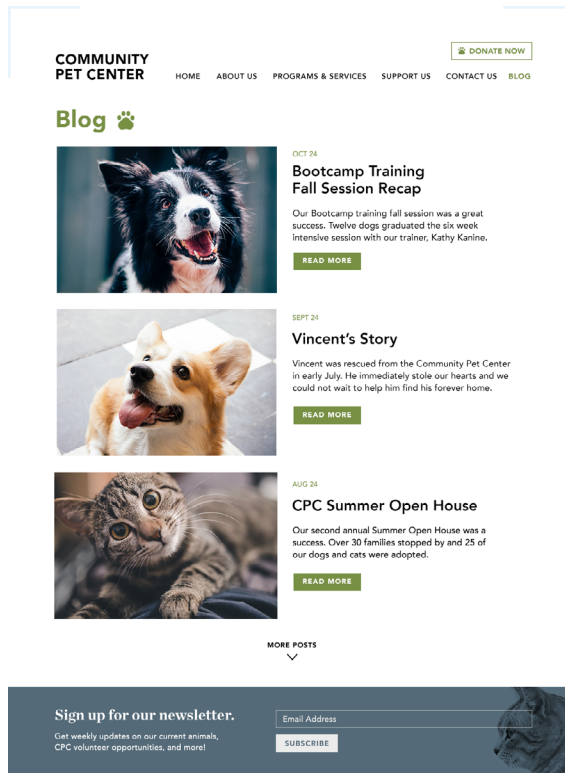 DONATE NOW
COMMUNITY
PET CENTER
HOME ABOUT US PROGRAMS & SERVICES SUPPORT US CONTACT US BLOG
Blog
OCT 24
Bootcamp Training
Fall Session Recap
Our Bootcamp training fall session was a great
success. Twelve dogs graduated the six week
intensive session with our trainer, Kathy Kanine.
READ MORE
SEPT 24
Vincent's Story
Vincent was rescued from the Community Pet Center
in early July. He immediately stole our hearts and we
could not wait to help him find his forever home.
READ MORE
AUG 24
CPC Summer Open House
Our second annual Summer Open House was a
success. Over 30 families stopped by and 25 of
our dogs and cats were adopted.
READ MORE
MORE POSTS
Sign up for our newsletter.
Get weekly updates on our current animals,
CPC volunteer opportunities, and more!
Email Address
SUBSCRIBE